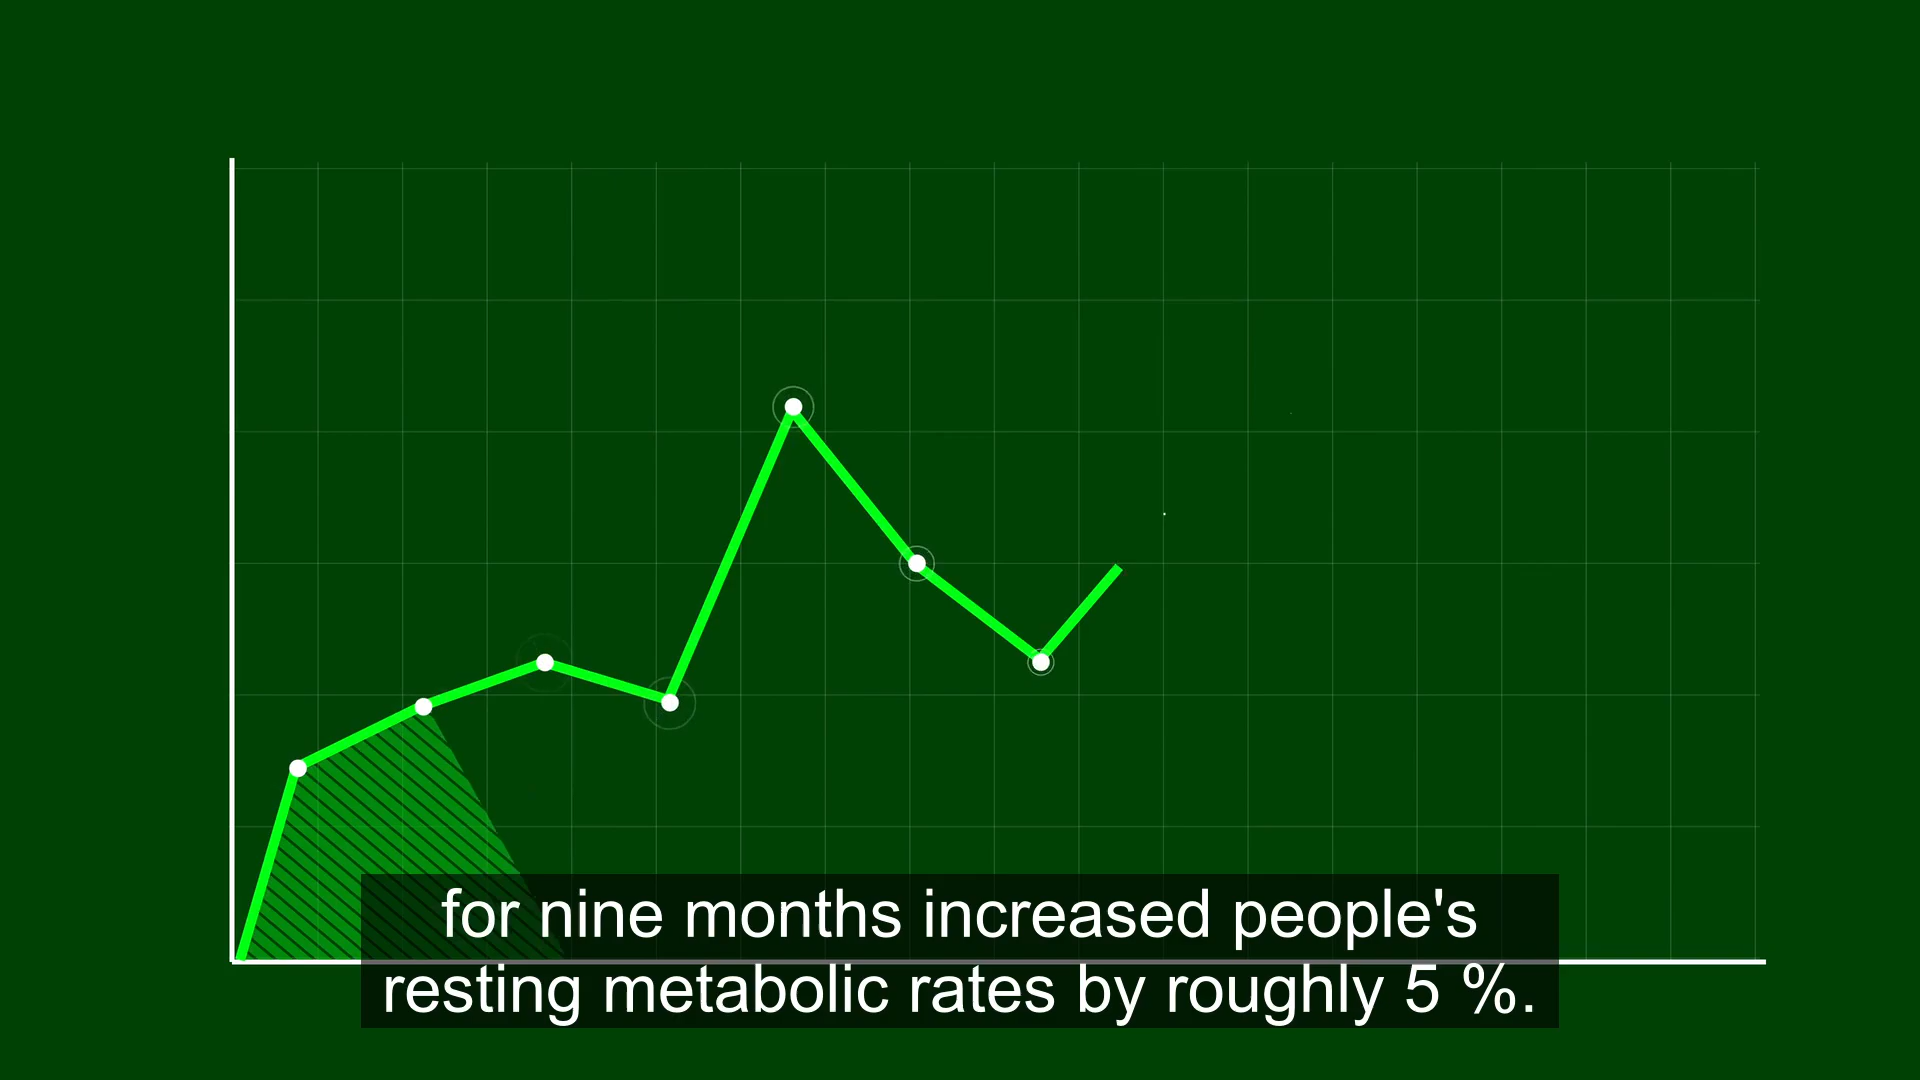 for nine months increased people's
resting metabolic rates by roughly 5 %.